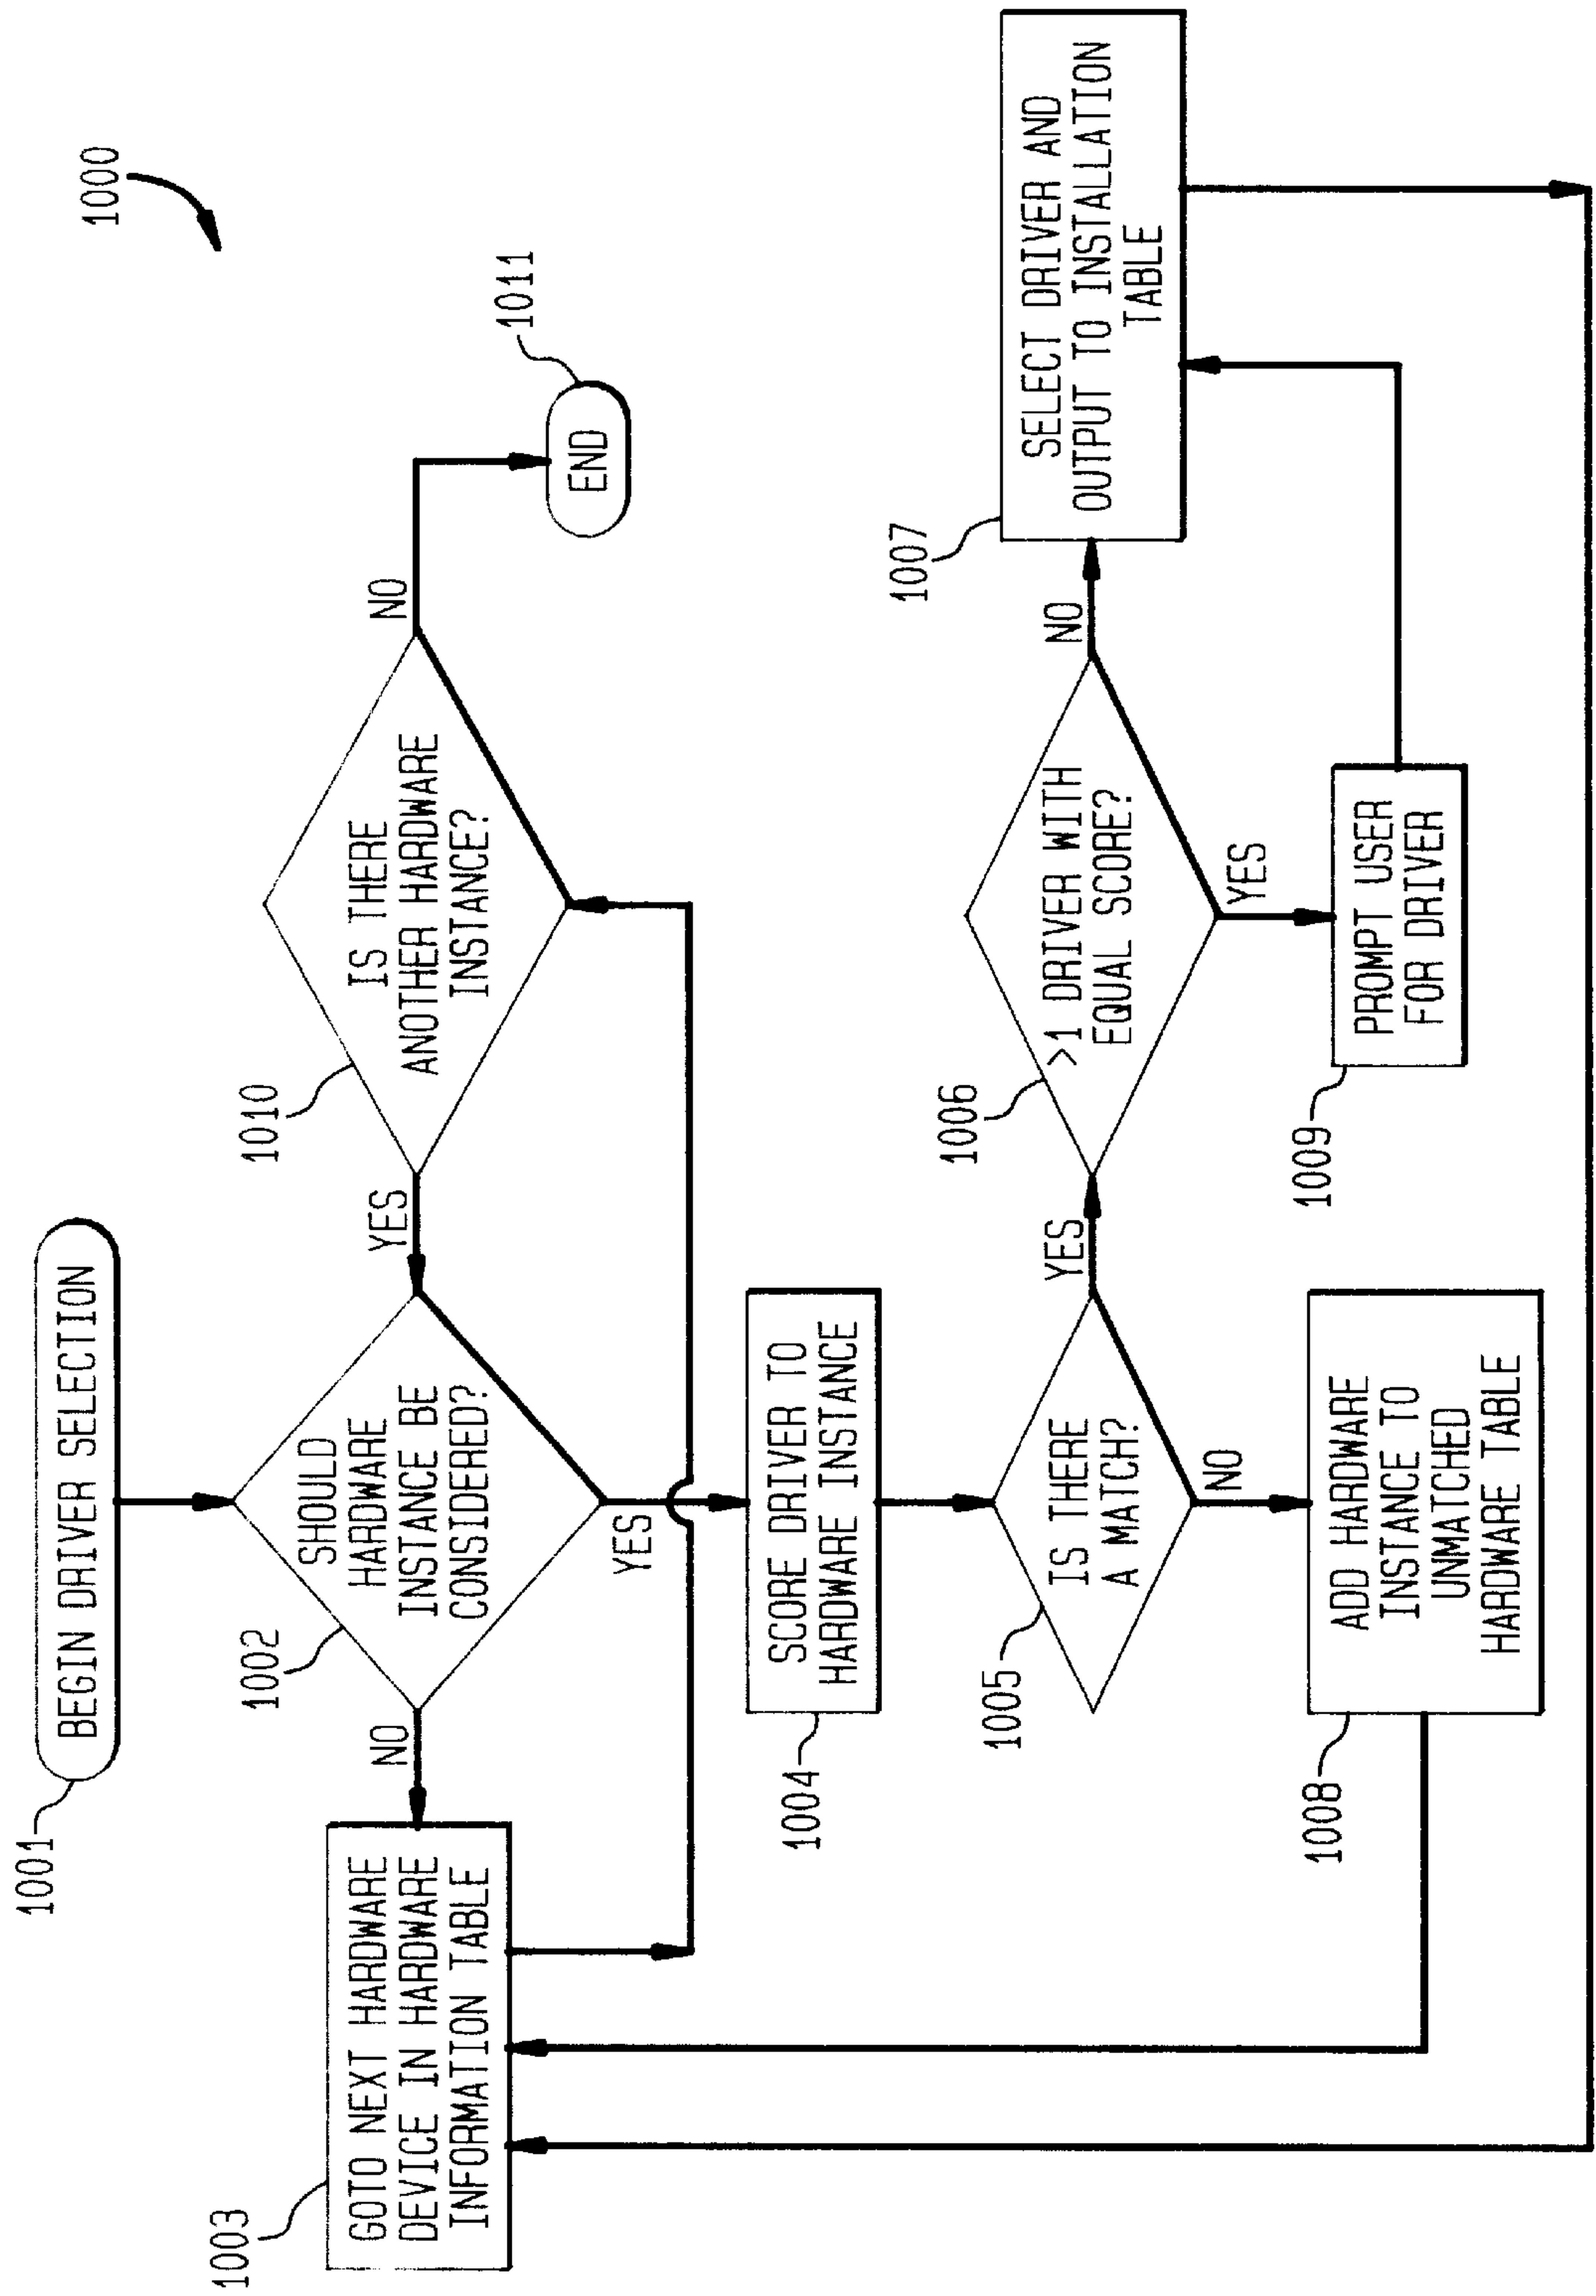 1000
1001
BEGIN DRIVER SELECTION
1002
SHOULD
HARDWARE
INSTANCE BE
CONSIDERED?
NO
YES
1003
GOTO NEXT HARDWARE
DEVICE IN HARDWARE
INFORMATION TABLE
1010
IS THERE
ANOTHER HARDWARE
INSTANCE?
YES
NO
1011
END
1004
SCORE DRIVER TO
HARDWARE INSTANCE
1005
IS THERE
A MATCH?
YES
NO
1006
>1 DRIVER WITH
EQUAL SCORE?
NO
YES
1007
SELECT DRIVER AND
OUTPUT TO INSTALLATION
TABLE
1008
ADD HARDWARE
INSTANCE TO
UNMATCHED
HARDWARE TABLE
1009
PROMPT USER
FOR DRIVER